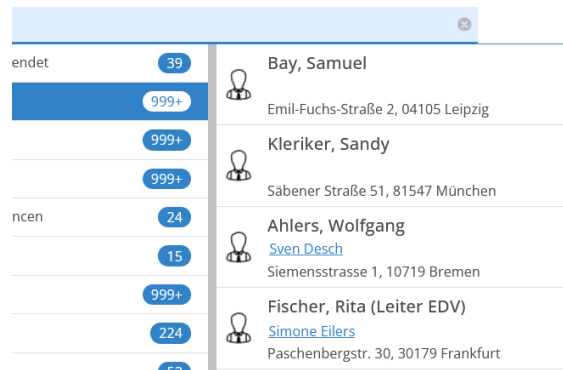 endet 39
999+
999+
999+
ncen 24
15
999+
224
Bay, Samuel
Emil-Fuchs-Straße 2, 04105 Leipzig
Kleriker, Sandy
Säbener Straße 51, 81547 München
Ahlers, Wolfgang
Sven Desch
Siemensstrasse 1, 10719 Bremen
Fischer, Rita (Leiter EDV)
Simone Eilers
Paschenbergstr. 30, 30179 Frankfurt